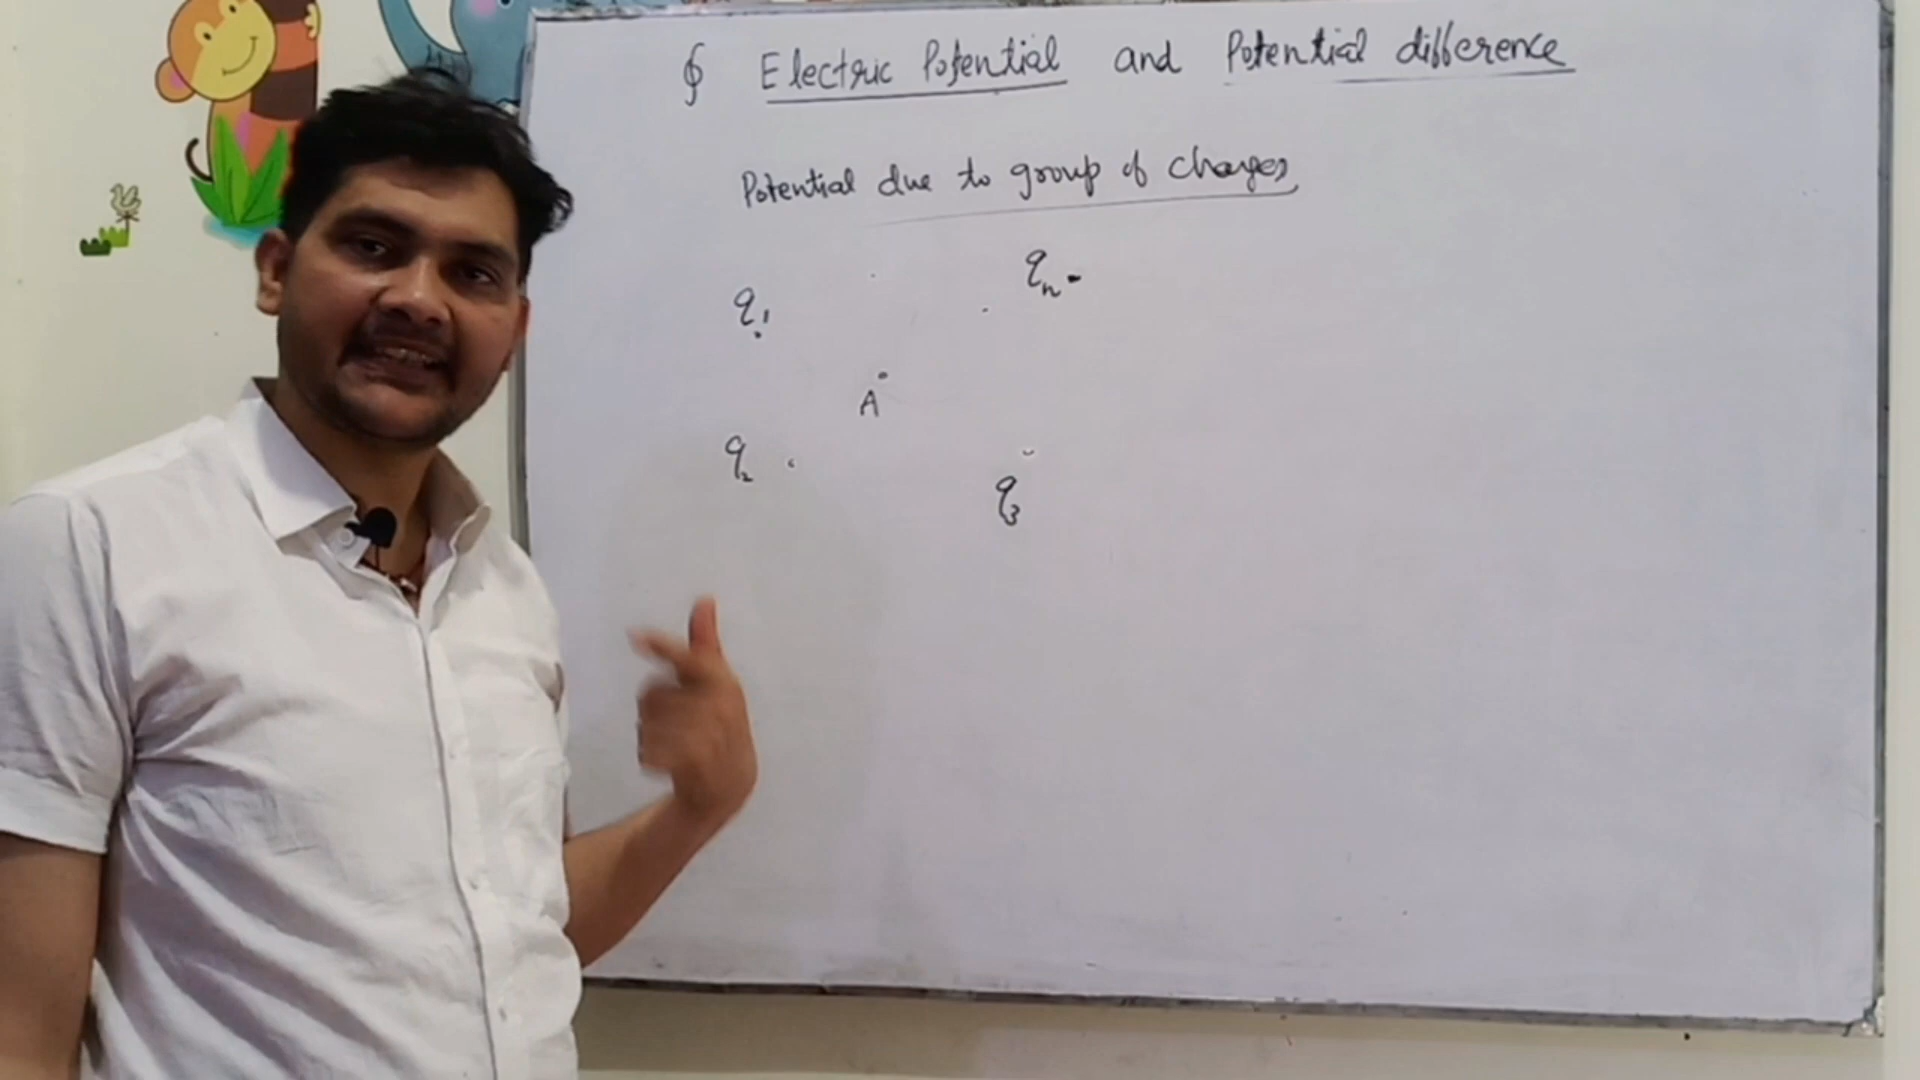 ∮ Electric Potential and Potential difference
Potential due to group of charges
qn
q1
A
q2
q3